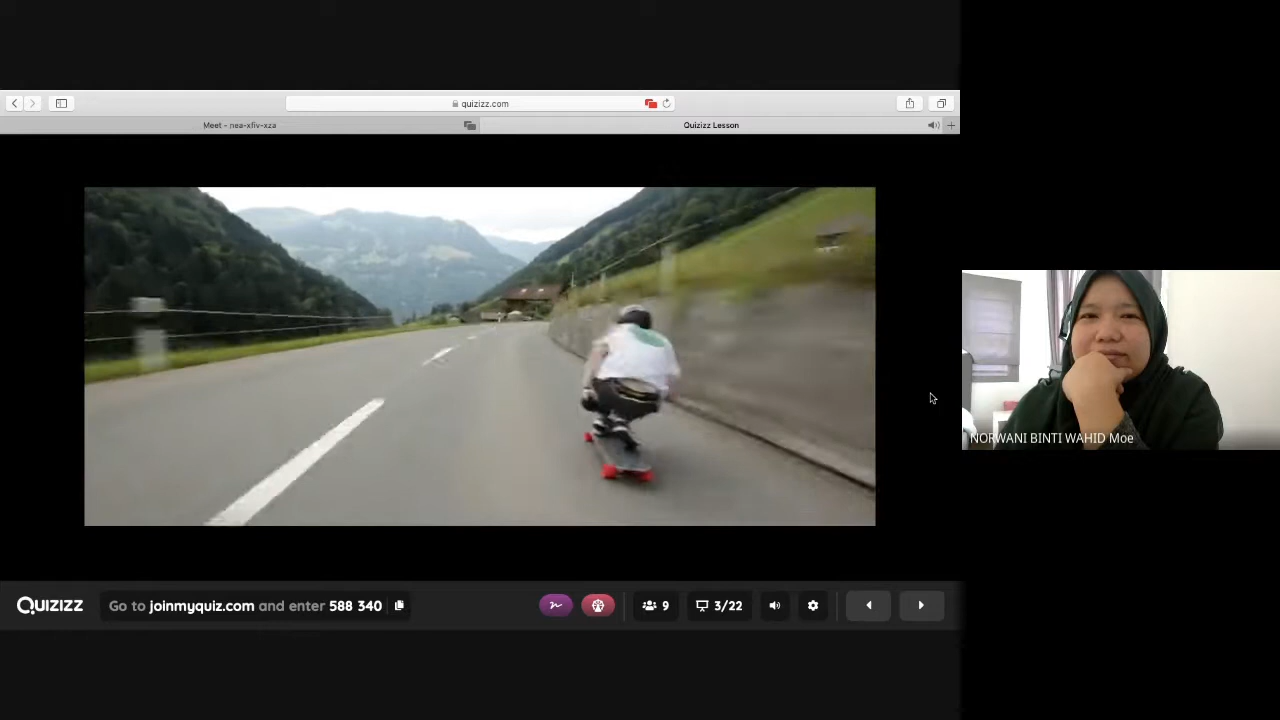 quizizz.com
Meet - nea-xfiv-xza
Quizizz Lesson
NORWANI BINTI WAHID Moe
QUIZIZZ
Go to joinmyquiz.com and enter 588 340
9
3/22